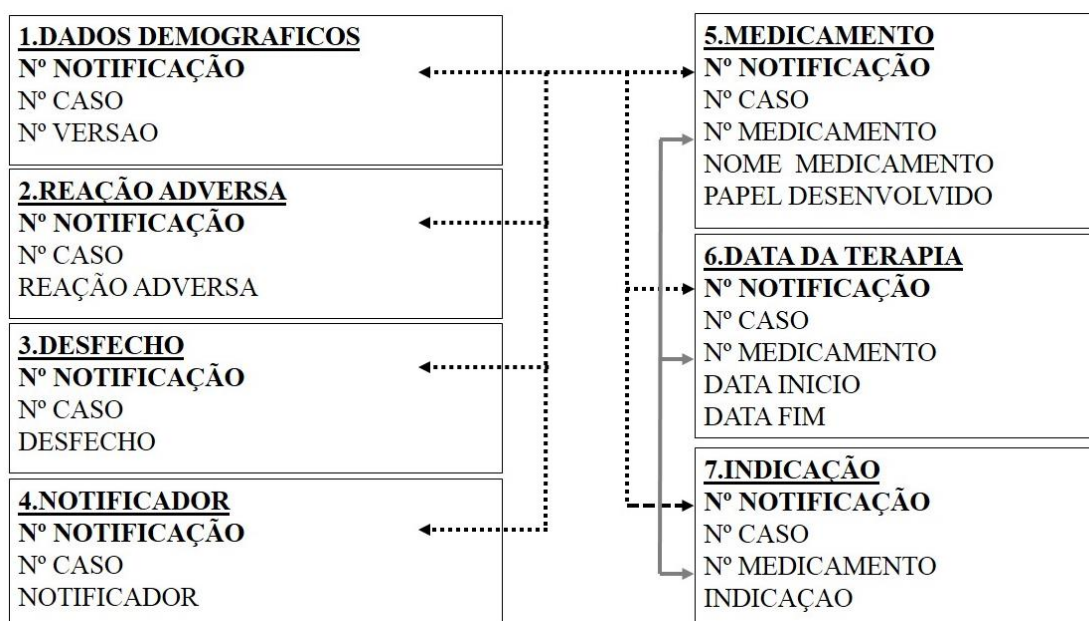 1.DADOS DEMOGRAFICOS
Nº NOTIFICAÇÃO
Nº CASO
Nº VERSAO
2.REAÇÃO ADVERSA
Nº NOTIFICAÇÃO
Nº CASO
REAÇÃO ADVERSA
3.DESFECHO
Nº NOTIFICAÇÃO
Nº CASO
DESFECHO
4.NOTIFICADOR
Nº NOTIFICAÇÃO
Nº CASO
NOTIFICADOR
5.MEDICAMENTO
Nº NOTIFICAÇÃO
Nº CASO
Nº MEDICAMENTO
NOME MEDICAMENTO
PAPEL DESENVOLVIDO
6.DATA DA TERAPIA
Nº NOTIFICAÇÃO
Nº CASO
Nº MEDICAMENTO
DATA INICIO
DATA FIM
7.INDICAÇÃO
Nº NOTIFICAÇÃO
Nº CASO
Nº MEDICAMENTO
INDICAÇAO